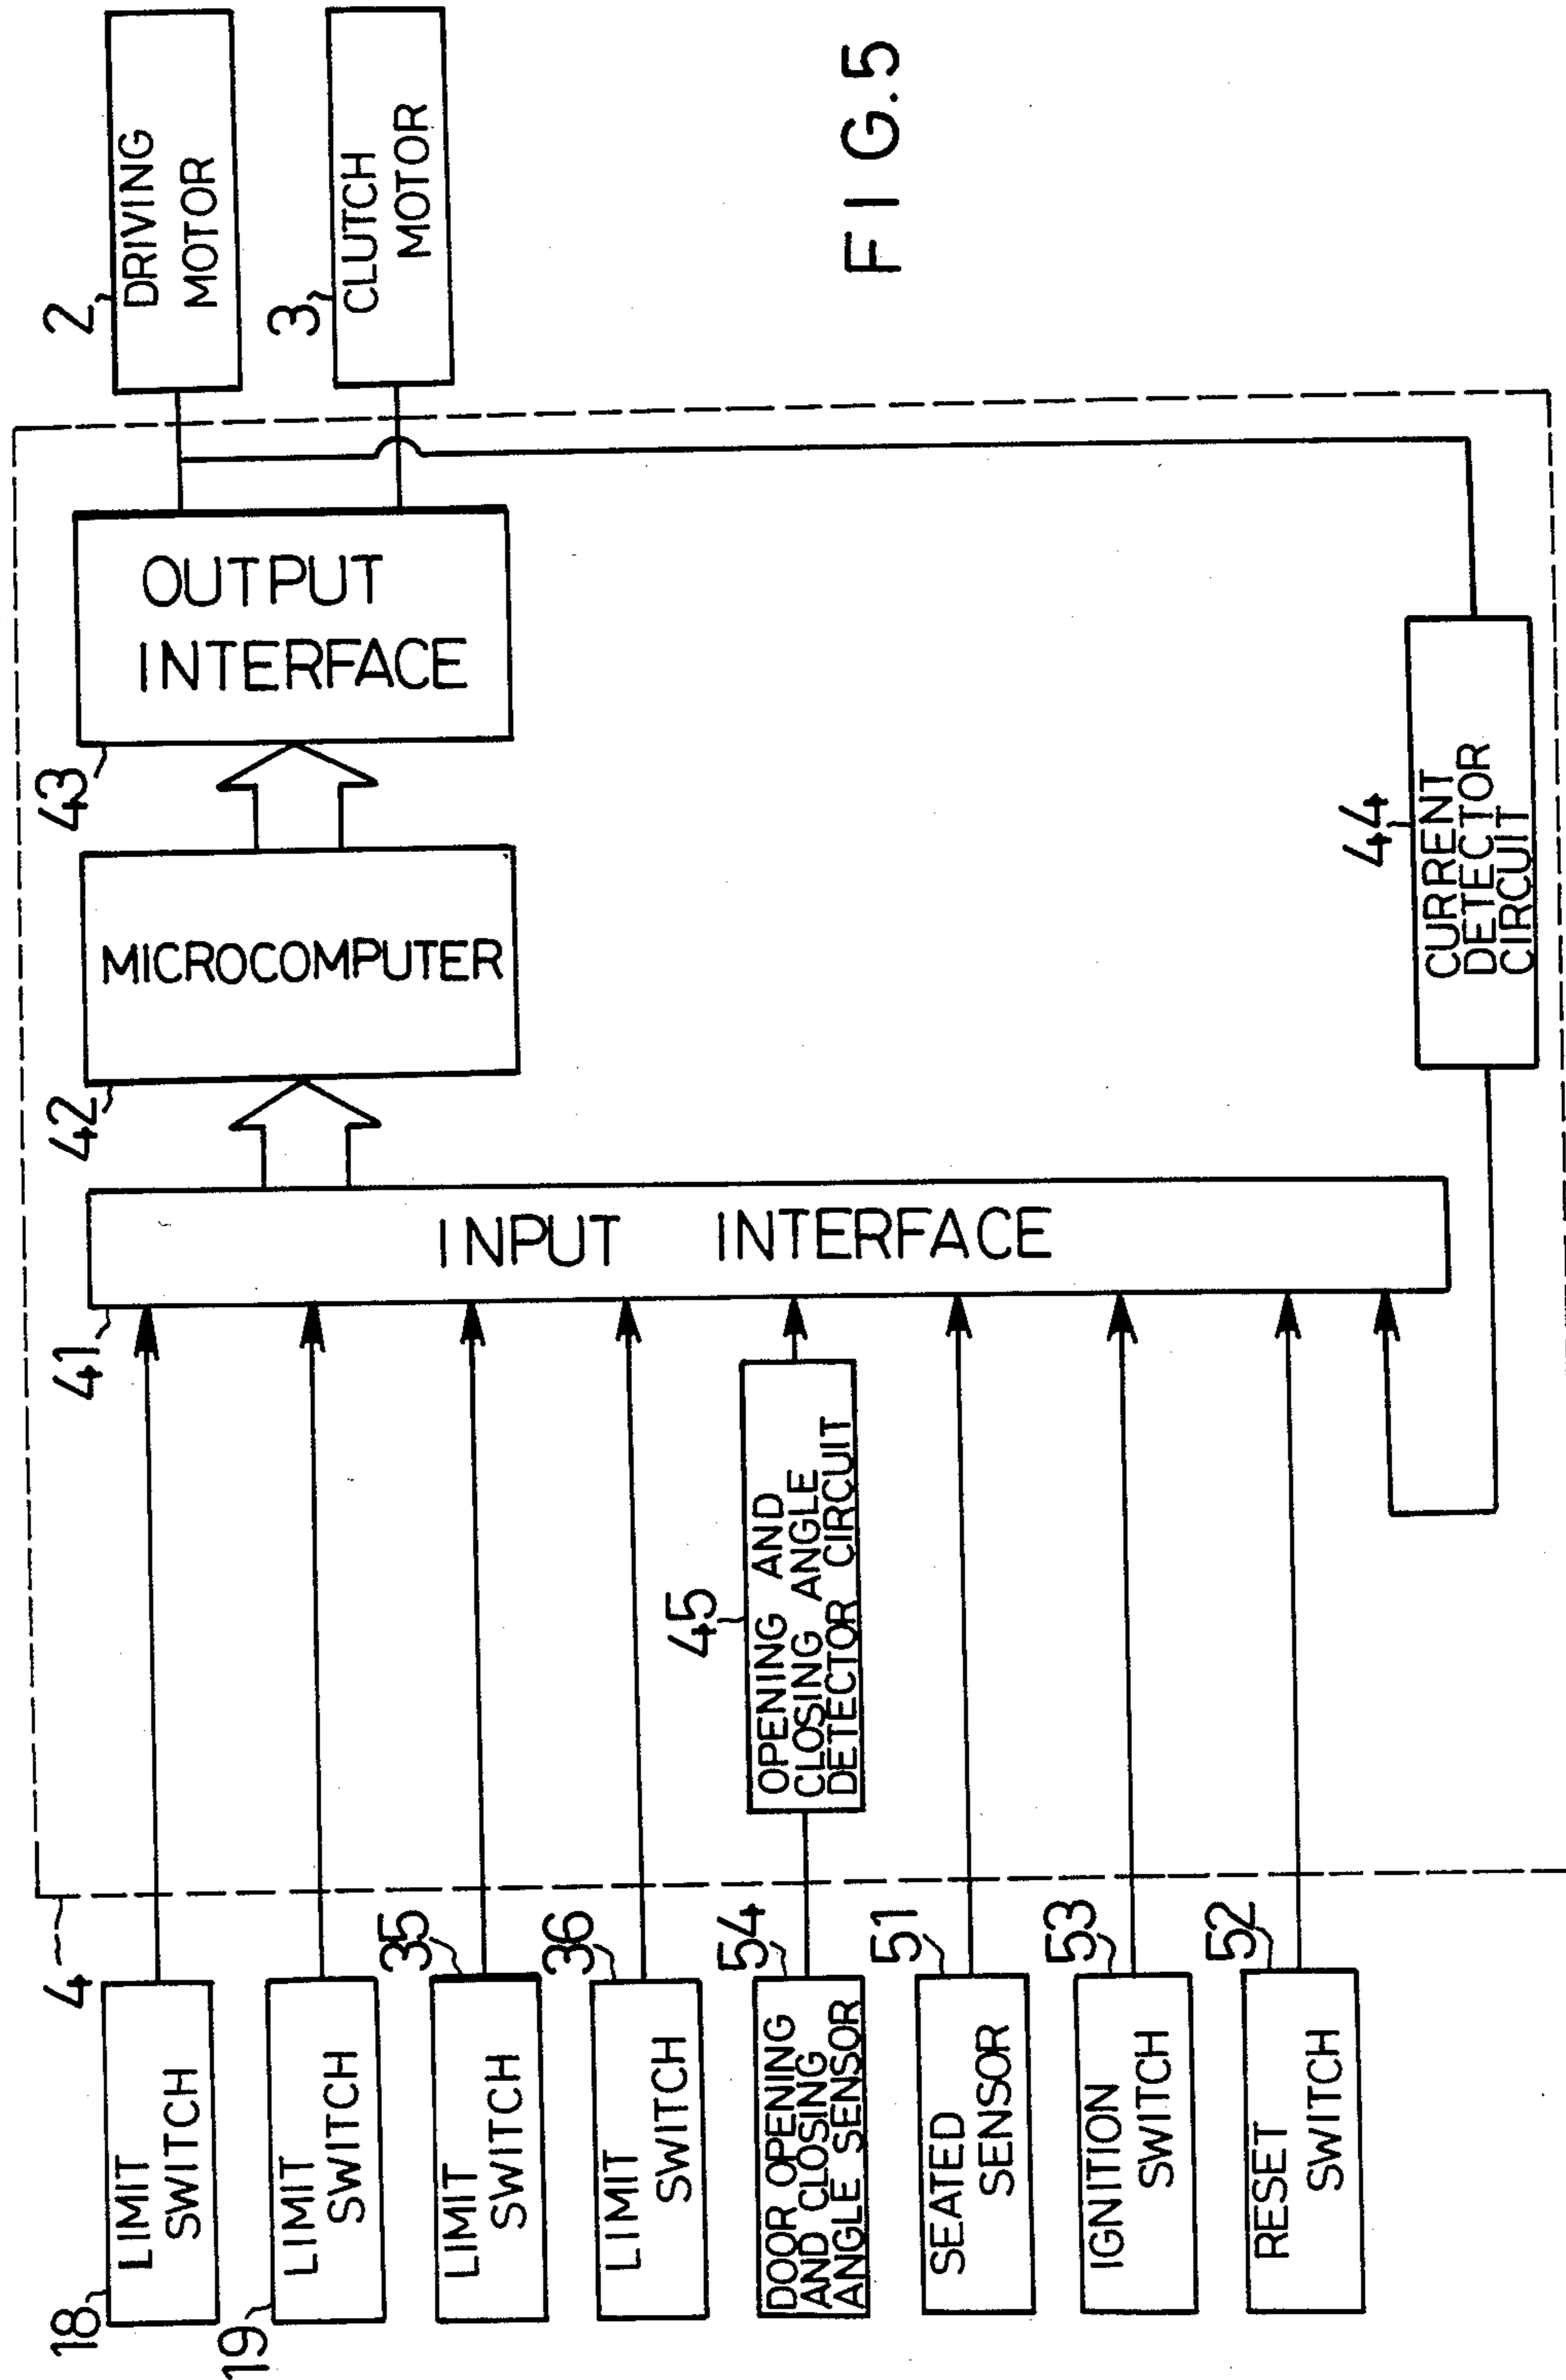 18
LIMIT
SWITCH
19
LIMIT
SWITCH
35
LIMIT
SWITCH
36
LIMIT
SWITCH
54
DOOR OPENING
AND CLOSING
ANGLE SENSOR
51
SEATED
SENSOR
53
IGNITION
SWITCH
52
RESET
SWITCH
4
45
OPENING AND
CLOSING ANGLE
DETECTOR CIRCUIT
41
INPUT INTERFACE
42
MICROCOMPUTER
43
OUTPUT
INTERFACE
44
CURRENT
DETECTOR
CIRCUIT
2
DRIVING
MOTOR
3
CLUTCH
MOTOR
FIG.5